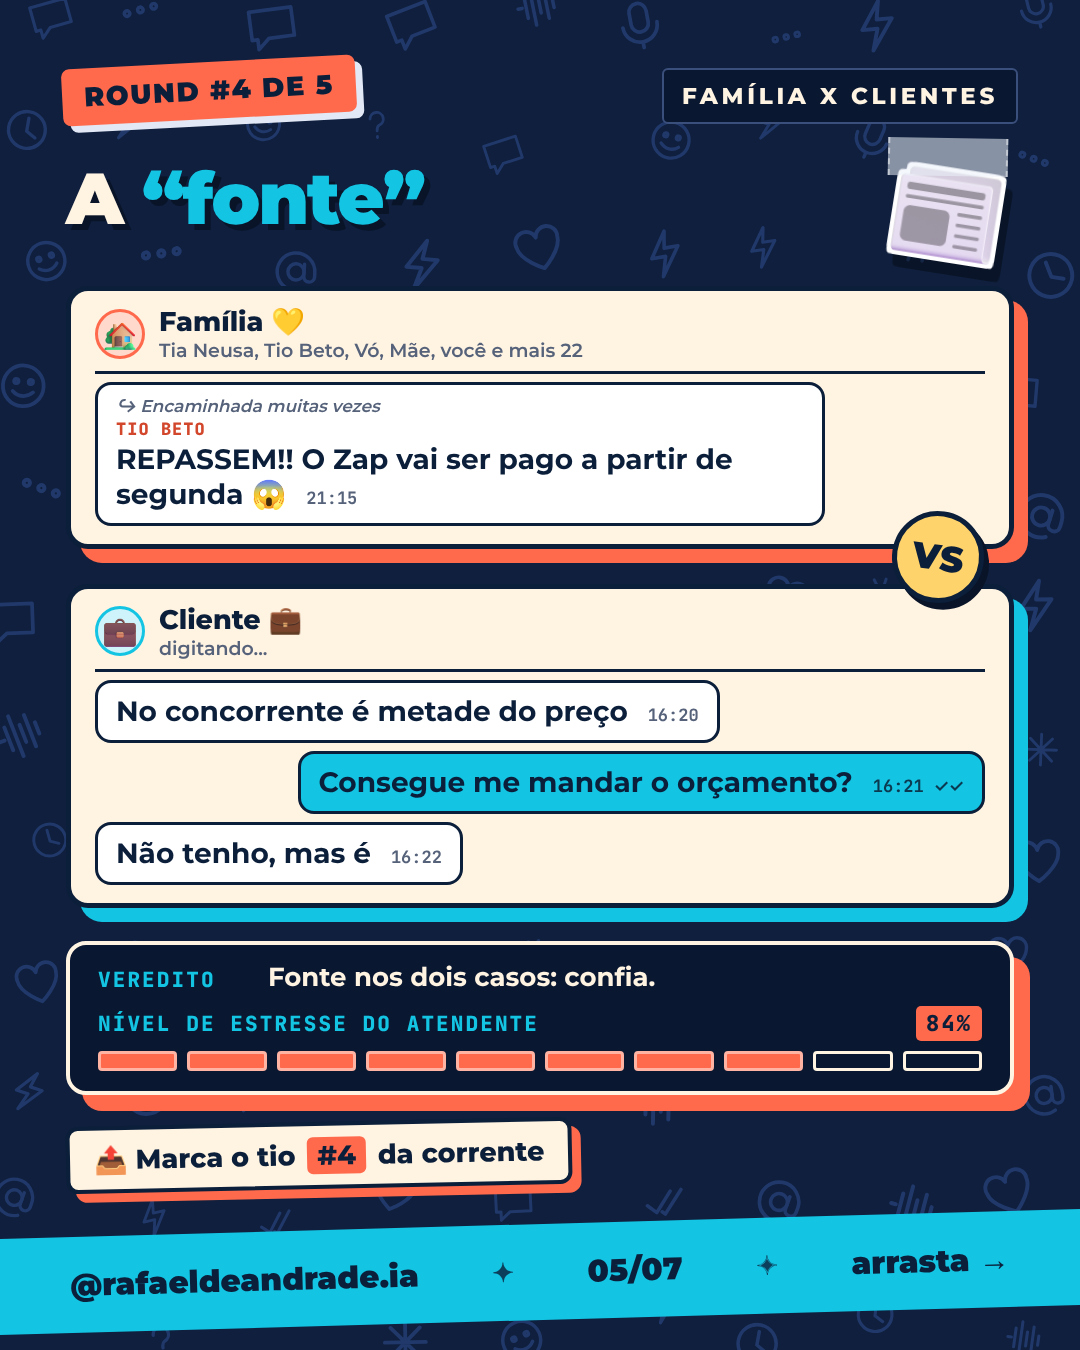 ROUND #4 DE 5
FAMÍLIA X CLIENTES
A “fonte”
Família 💛
Tia Neusa, Tio Beto, Vó, Mãe, você e mais 22
↪ Encaminhada muitas vezes
TIO BETO
REPASSEM!! O Zap vai ser pago a partir de
segunda 😱 21:15
VS
Cliente 💼
digitando...
No concorrente é metade do preço 16:20
Consegue me mandar o orçamento? 16:21 ✓✓
Não tenho, mas é 16:22
VEREDITO Fonte nos dois casos: confia.
NÍVEL DE ESTRESSE DO ATENDENTE 84%
📤 Marca o tio #4 da corrente
@rafaeldeandrade.ia ✦ 05/07 ✦ arrasta →